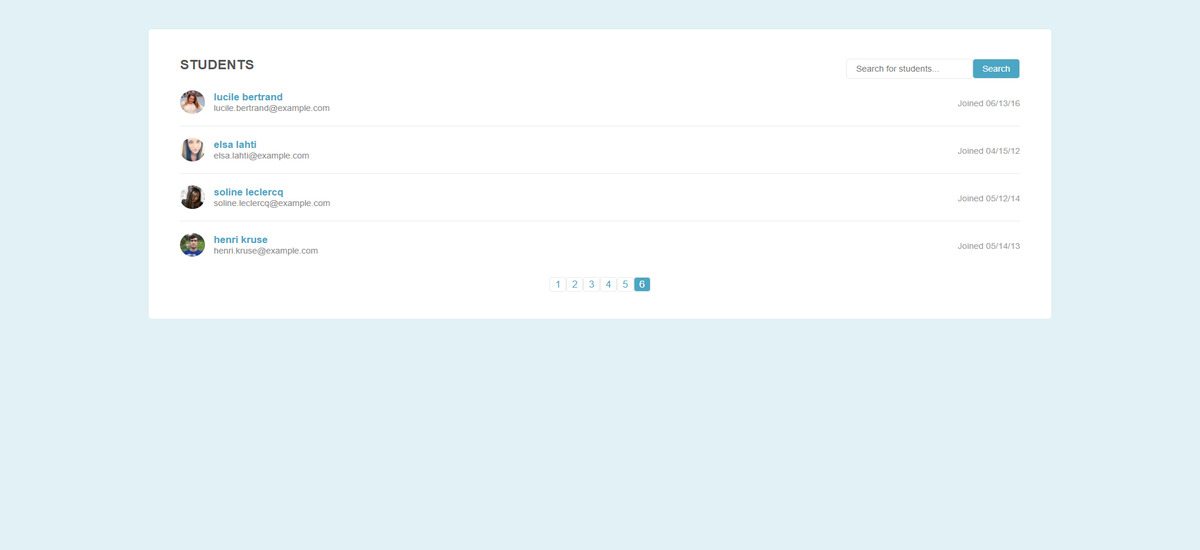 STUDENTS
Search for students...
Search
lucile bertrand
lucile.bertrand@example.com
Joined 06/13/16
elsa lahti
elsa.lahti@example.com
Joined 04/15/12
soline leclercq
soline.leclercq@example.com
Joined 05/12/14
henri kruse
henri.kruse@example.com
Joined 05/14/13
1 2 3 4 5 6